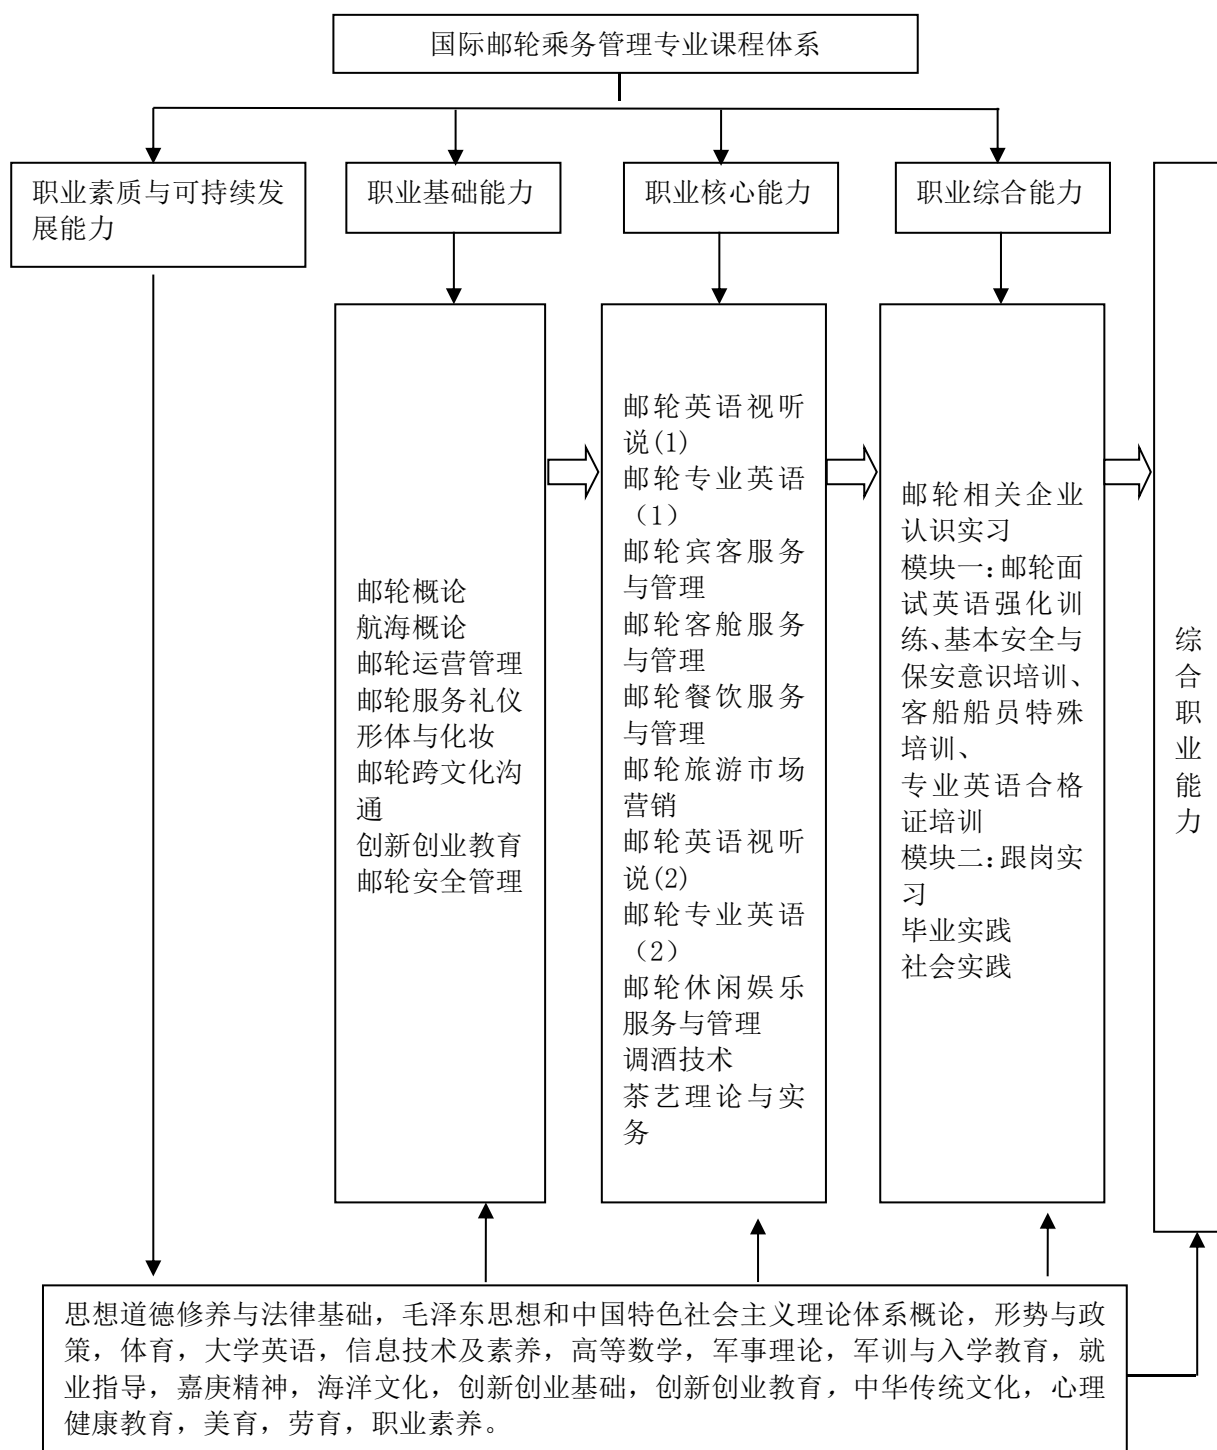 国际邮轮乘务管理专业课程体系
职业素质与可持续发
展能力
职业基础能力
职业核心能力
职业综合能力
邮轮概论
航海概论
邮轮运营管理
邮轮服务礼仪
形体与化妆
邮轮跨文化沟
通
创新创业教育
邮轮安全管理
邮轮英语视听
说(1)
邮轮专业英语
（1）
邮轮宾客服务
与管理
邮轮客舱服务
与管理
邮轮餐饮服务
与管理
邮轮旅游市场
营销
邮轮英语视听
说(2)
邮轮专业英语
（2）
邮轮休闲娱乐
服务与管理
调酒技术
茶艺理论与实
务
邮轮相关企业
认识实习
模块一：邮轮面
试英语强化训
练、基本安全与
保安意识培训、
客船船员特殊
培训、
专业英语合格
证培训
模块二：跟岗实
习
毕业实践
社会实践
综
合
职
业
能
力
思想道德修养与法律基础，毛泽东思想和中国特色社会主义理论体系概论，形势与政
策，体育，大学英语，信息技术及素养，高等数学，军事理论，军训与入学教育，就
业指导，嘉庚精神，海洋文化，创新创业基础，创新创业教育，中华传统文化，心理
健康教育，美育，劳育，职业素养。